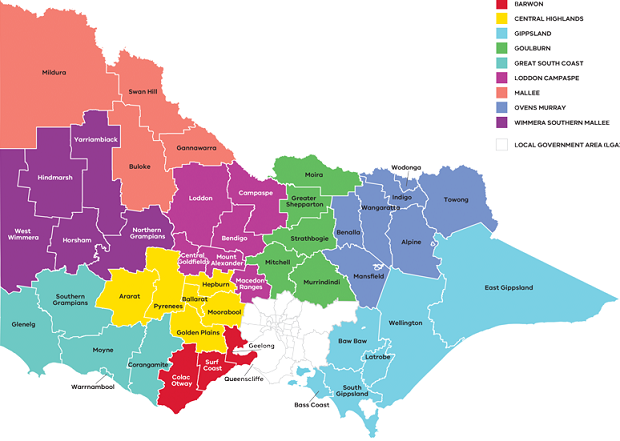 BARWON
CENTRAL HIGHLANDS
GIPPSLAND
GOULBURN
GREAT SOUTH COAST
LODDON CAMPASPE
MALLEE
OVENS MURRAY
WIMMERA SOUTHERN MALLEE
LOCAL GOVERNMENT AREA (LGA)
Mildura
Swan Hill
Yarriambiack
Gannawarra
Buloke
Hindmarsh
West
Wimmera
Horsham
Northern
Grampians
Loddon
Campaspe
Bendigo
Central
Goldfields
Mount
Alexander
Macedon
Ranges
Moira
Greater
Shepperton
Strathbogie
Mitchell
Murrindindi
Wodonga
Indigo
Wangaratta
Towong
Benalla
Alpine
Mansfield
East Gippsland
Wellington
Baw Baw
Latrobe
South
Gippsland
Bass Coast
Southern
Grampians
Glenelg
Moyne
Warrnambool
Corangamite
Ararat
Pyrenees
Hepburn
Ballarat
Moorabool
Golden Plains
Geelong
Surf
Coast
Colac
Otway
Queenscliffe